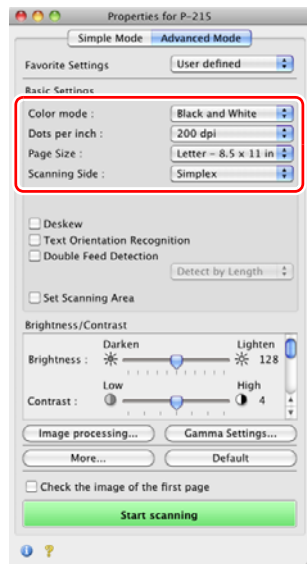 Properties for P-215
Simple Mode Advanced Mode
Favorite Settings User defined
Basic Settings
Color mode : Black and White
Dots per inch : 200 dpi
Page Size : Letter – 8.5 x 11 in
Scanning Side : Simplex
Deskew
Text Orientation Recognition
Double Feed Detection
Detect by Length
Set Scanning Area
Brightness/Contrast
Darken Lighten
Brightness : 128
Low High
Contrast : 4
Image processing... Gamma Settings...
More... Default
Check the image of the first page
Start scanning